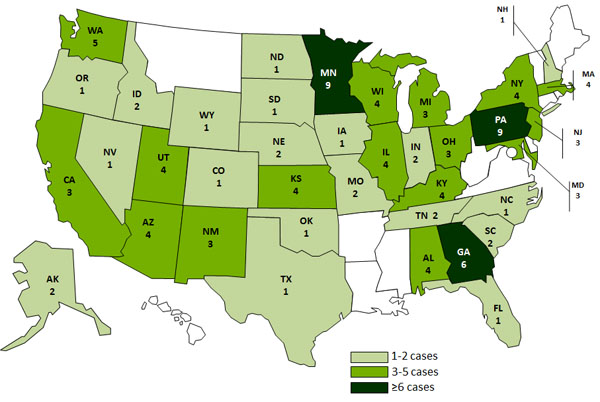 NH
1
WA
5
ND
1
MN
9
MA
4
OR
1
ID
2
SD
1
WI
4
MI
3
NY
4
WY
1
PA
9
NJ
3
NE
2
IA
1
NV
1
UT
4
CO
1
IL
4
IN
2
OH
3
MD
3
CA
3
KS
4
MO
2
KY
4
AZ
4
NM
3
OK
1
TN 2
NC
1
SC
2
AL
4
GA
6
AK
2
TX
1
FL
1
1-2 cases
3-5 cases
≥6 cases